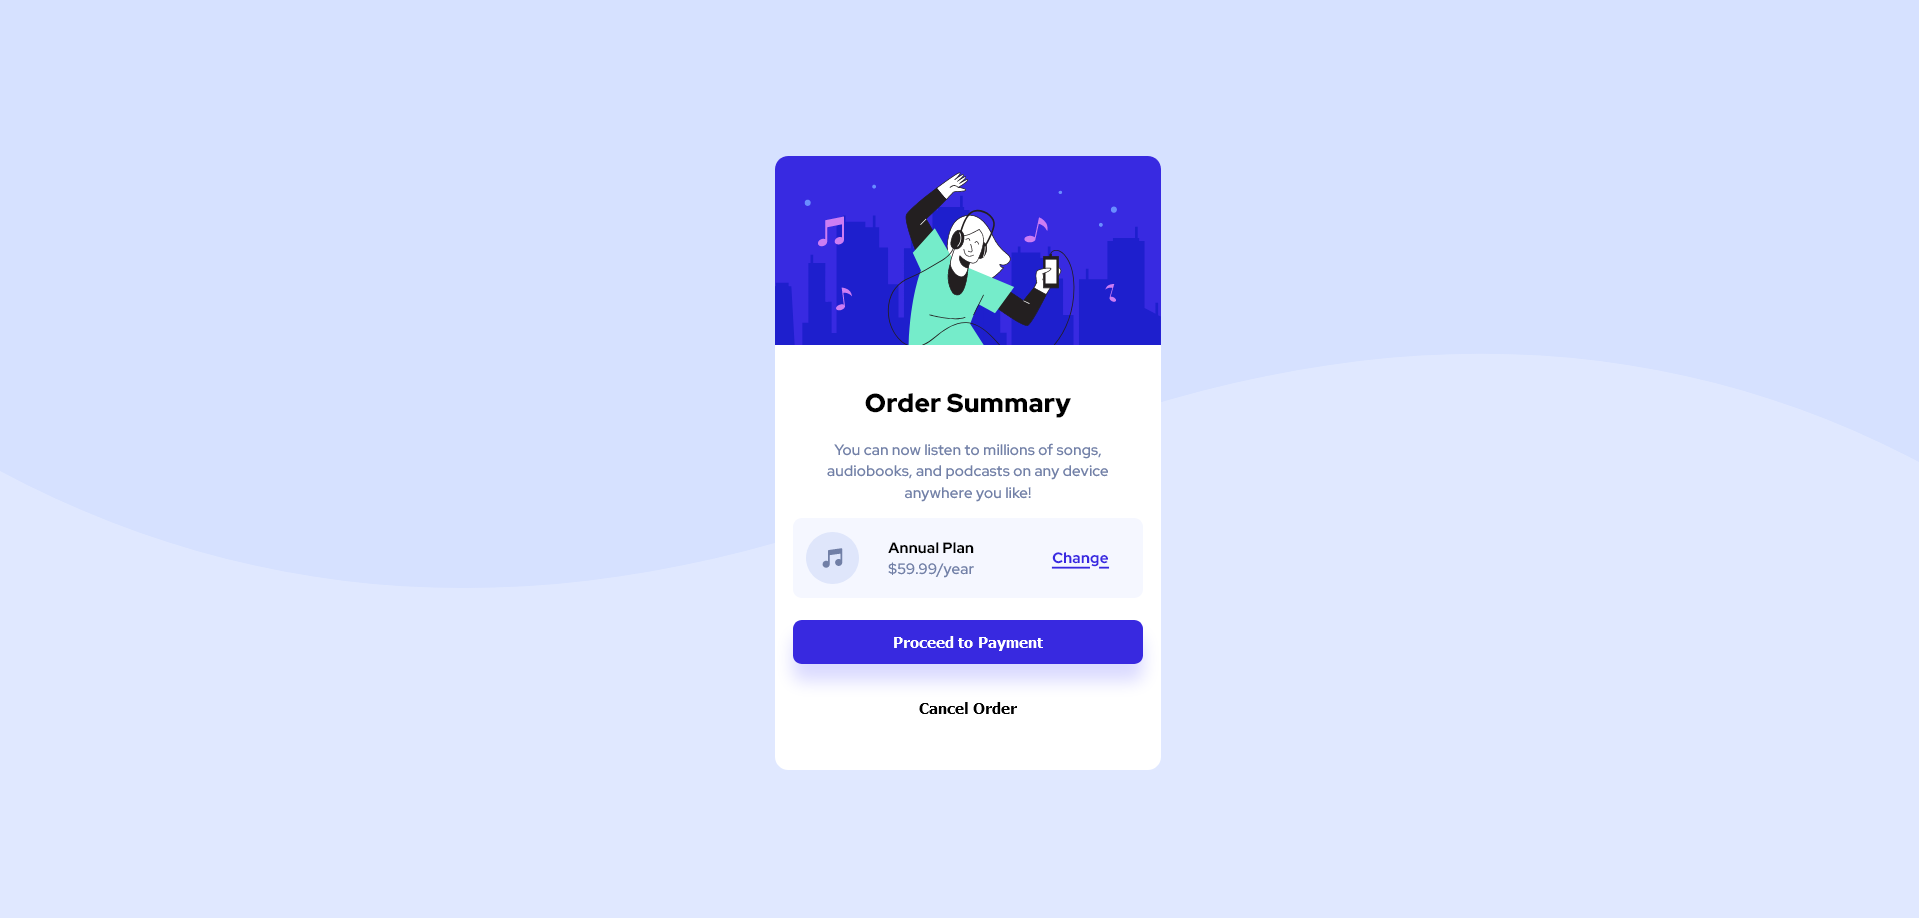 Order Summary
You can now listen to millions of songs,
audiobooks, and podcasts on any device
anywhere you like!
Annual Plan
$59.99/year
Change
Proceed to Payment
Cancel Order